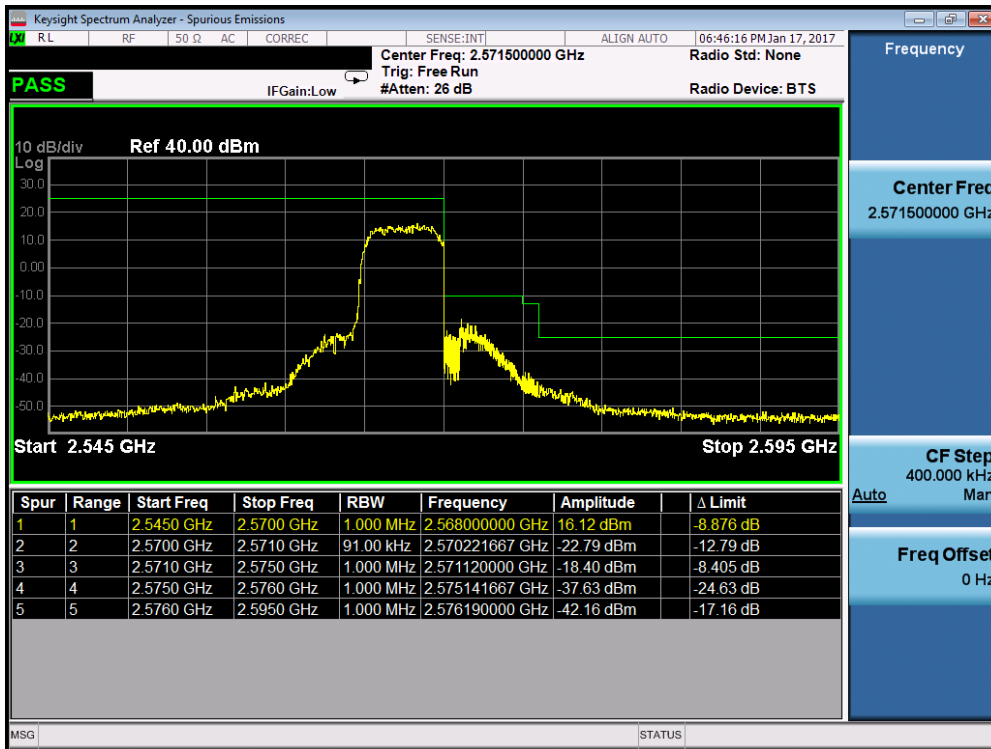 Keysight Spectrum Analyzer - Spurious Emissions
LXI RL RF 50 Ω AC CORREC SENSE:INT ALIGN AUTO 06:46:16 PM Jan 17, 2017
Center Freq: 2.571500000 GHz Radio Std: None
Trig: Free Run
PASS IFGain:Low #Atten: 26 dB Radio Device: BTS
10 dB/div Ref 40.00 dBm
Log
30.0
20.0
10.0
0.00
-10.0
-20.0
-30.0
-40.0
-50.0
Start 2.545 GHz Stop 2.595 GHz
Spur Range Start Freq Stop Freq RBW Frequency Amplitude Δ Limit
1 1 2.5450 GHz 2.5700 GHz 1.000 MHz 2.568000000 GHz 16.12 dBm -8.876 dB
2 2 2.5700 GHz 2.5710 GHz 91.00 kHz 2.570221667 GHz -22.79 dBm -12.79 dB
3 3 2.5710 GHz 2.5750 GHz 1.000 MHz 2.571120000 GHz -18.40 dBm -8.405 dB
4 4 2.5750 GHz 2.5760 GHz 1.000 MHz 2.575141667 GHz -37.63 dBm -24.63 dB
5 5 2.5760 GHz 2.5950 GHz 1.000 MHz 2.576190000 GHz -42.16 dBm -17.16 dB
MSG STATUS
Frequency
Center Freq
2.571500000 GHz
CF Step
400.000 kHz
Auto Man
Freq Offset
0 Hz